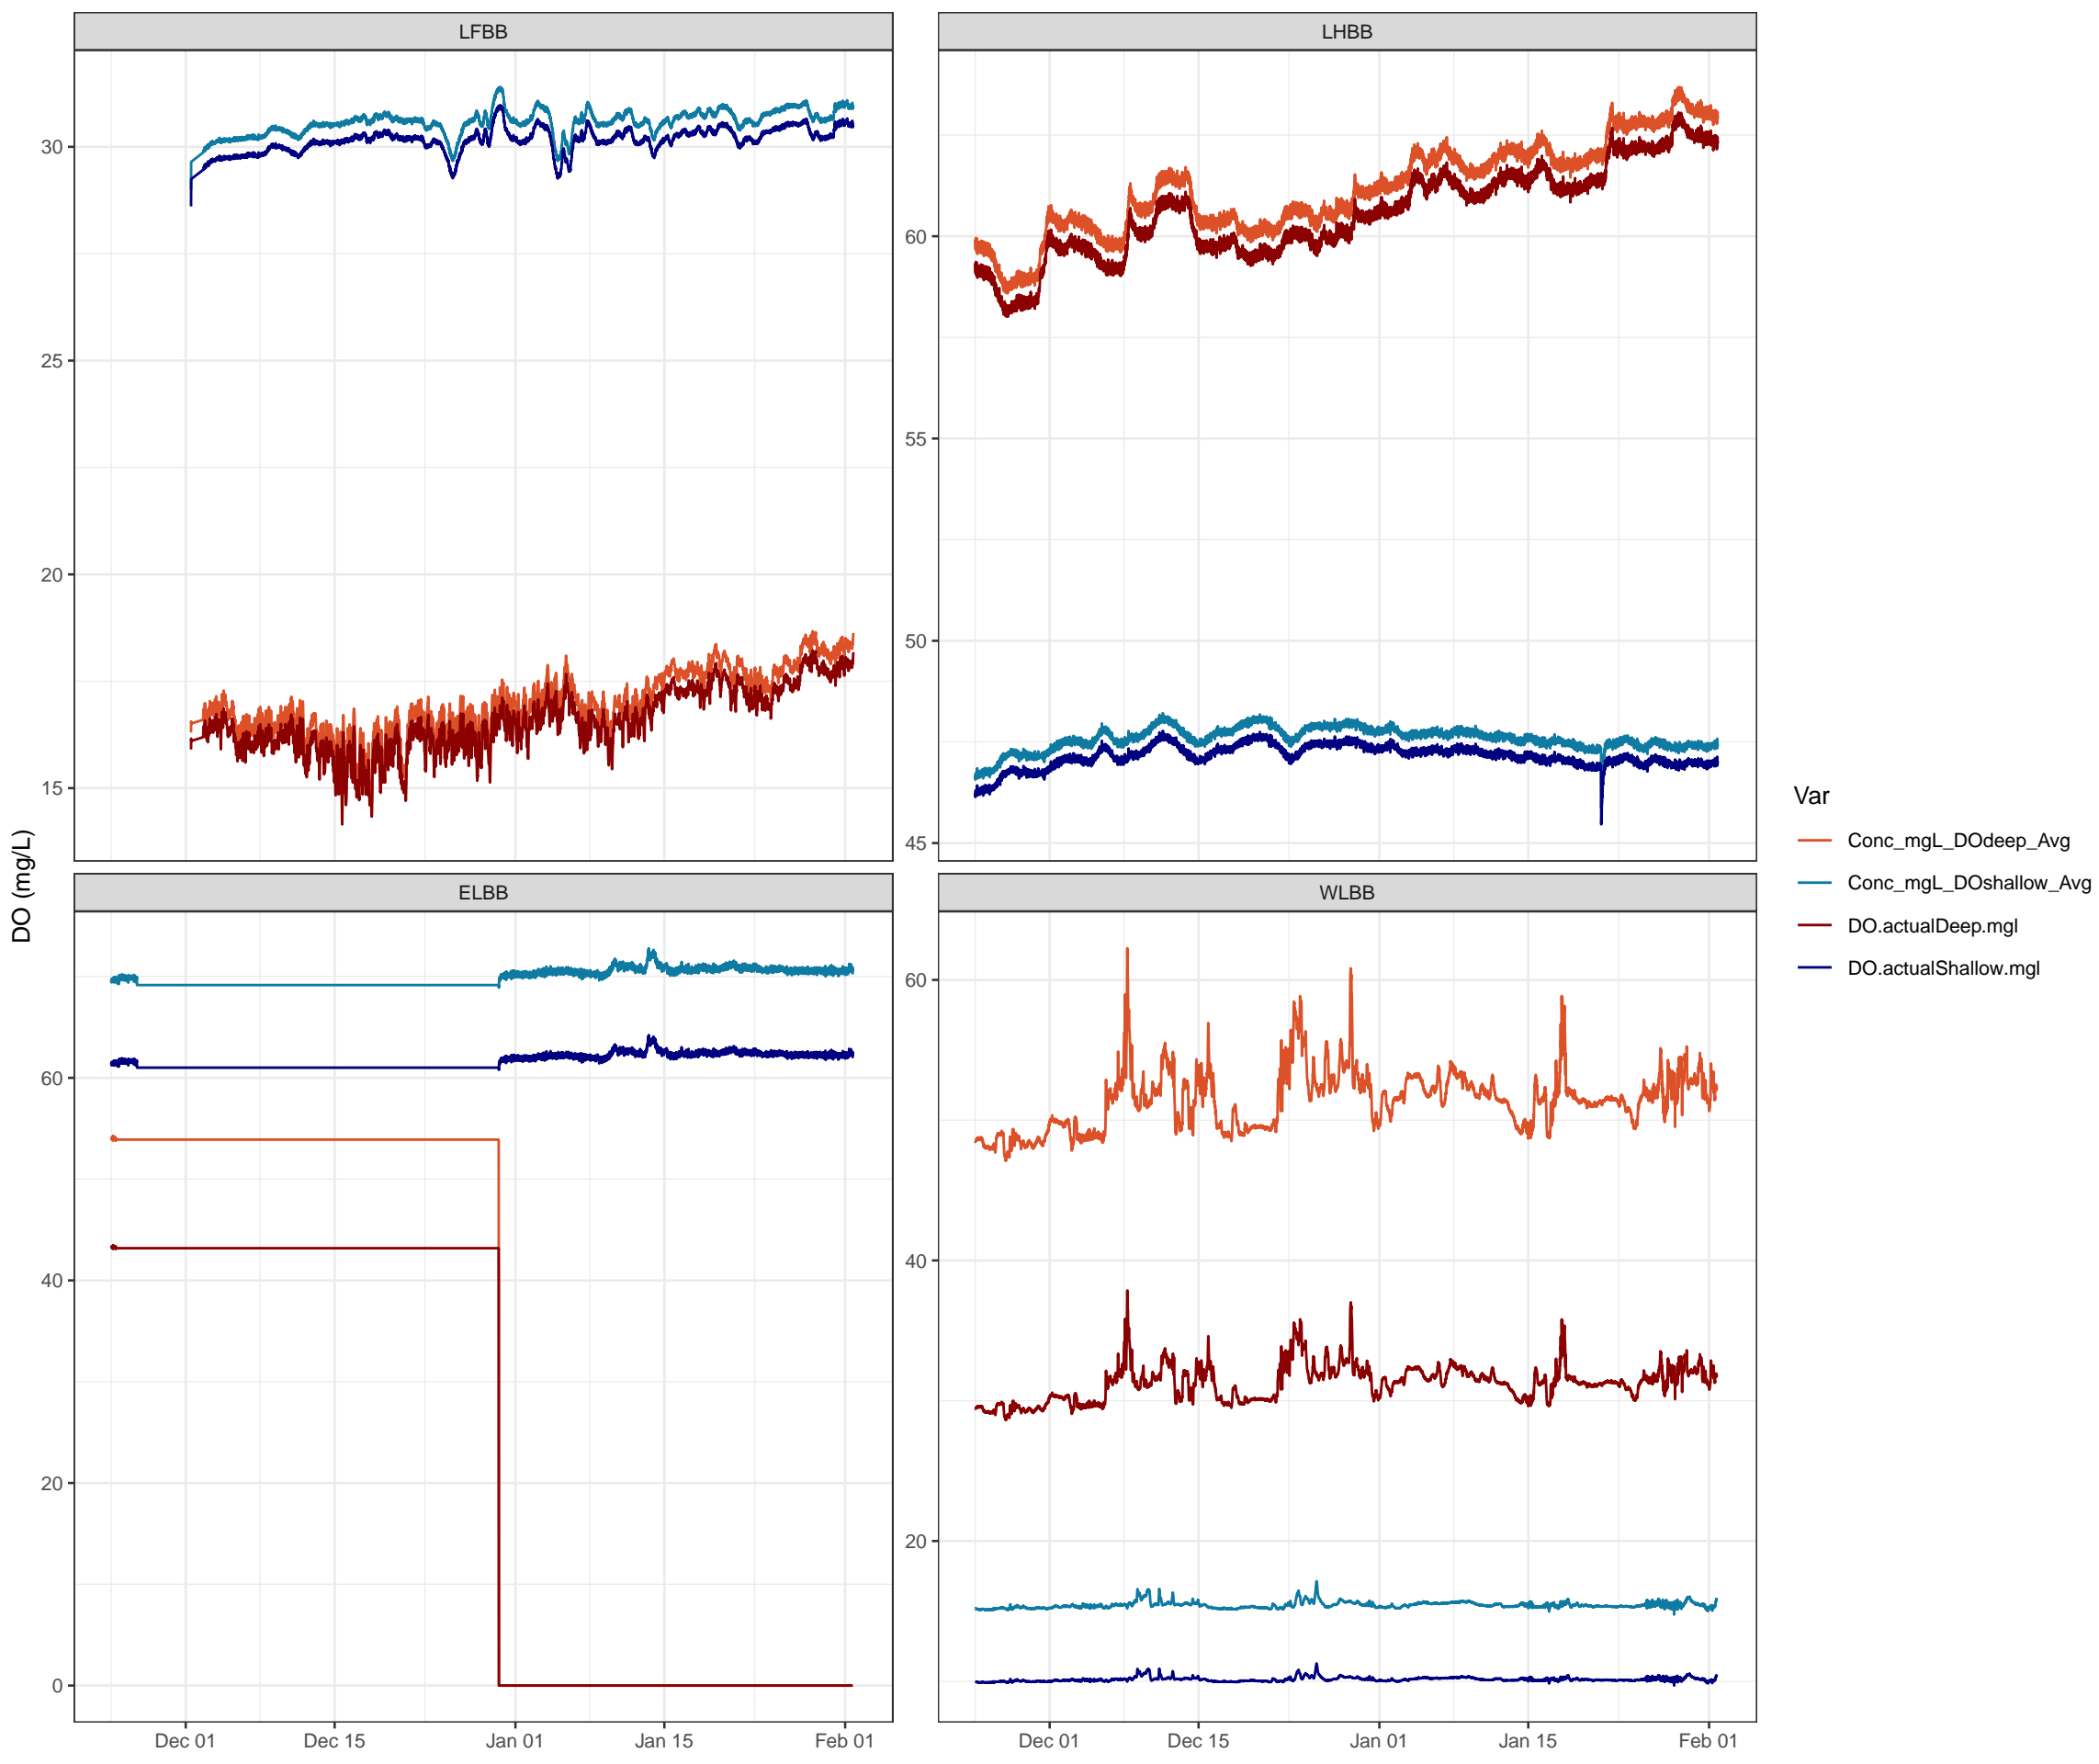 LFBB
LHBB
30
25
20
15
60
55
50
45
DO (mg/L)
ELBB
WLBB
60
40
20
0
60
40
20
Dec 01 Dec 15 Jan 01 Jan 15 Feb 01
Dec 01 Dec 15 Jan 01 Jan 15 Feb 01
Var
Conc_mgL_DOdeep_Avg
Conc_mgL_DOshallow_Avg
DO.actualDeep.mgl
DO.actualShallow.mgl